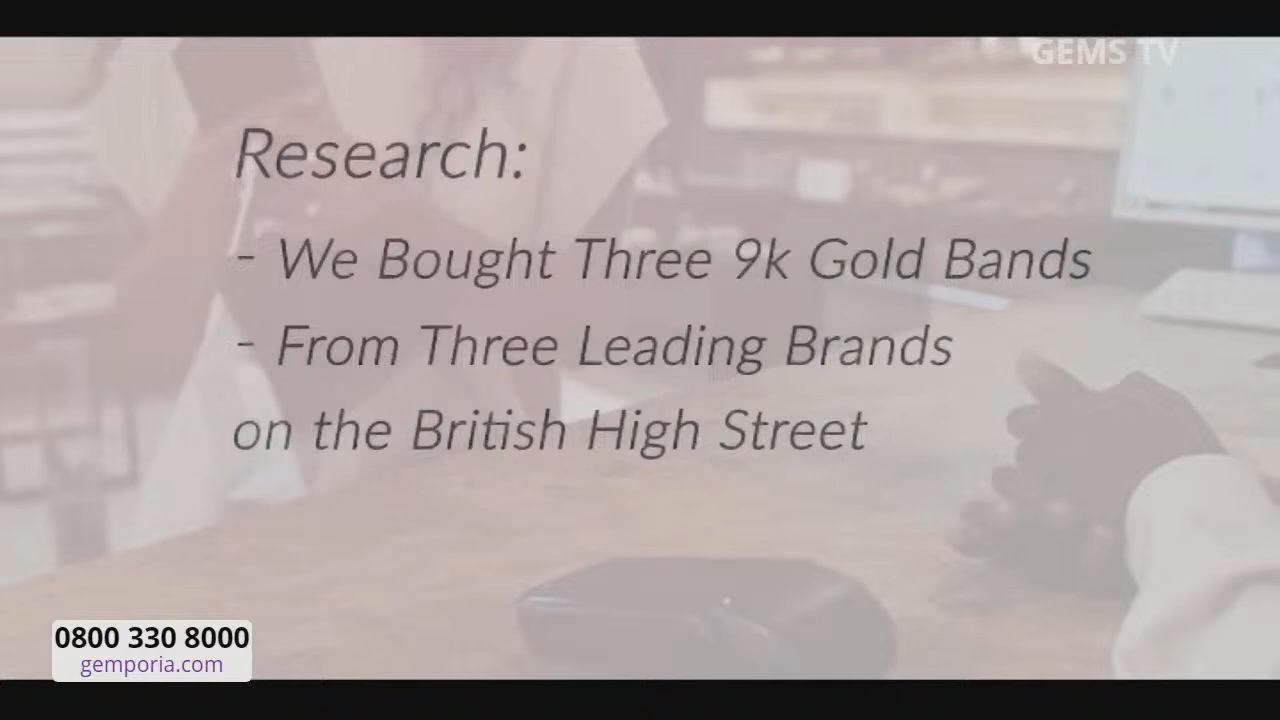 GEMS TV
Research:
- We Bought Three 9k Gold Bands
- From Three Leading Brands
on the British High Street
0800 330 8000
gemporia.com